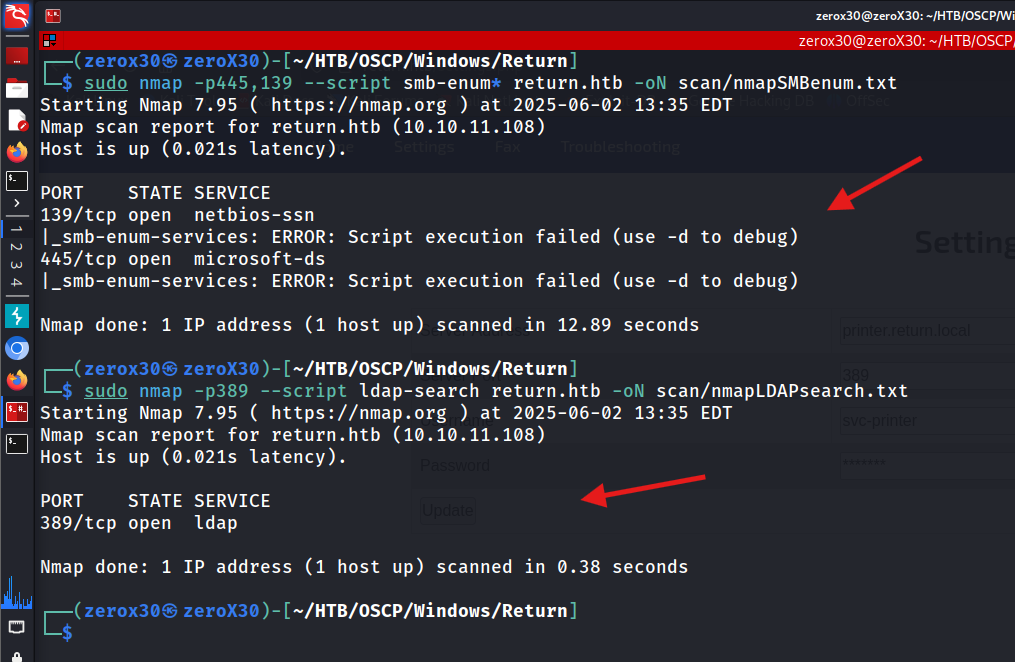 zerox30@zeroX30: ~/HTB/OSCP/Wi
zerox30@zeroX30: ~/HTB/OSCP/
┌──(zerox30㉿zeroX30)-[~/HTB/OSCP/Windows/Return]
└─$ sudo nmap -p445,139 --script smb-enum* return.htb -oN scan/nmapSMBenum.txt
Starting Nmap 7.95 ( https://nmap.org ) at 2025-06-02 13:35 EDT
Hacking DB OffSec
Nmap scan report for return.htb (10.10.11.108)
Host is up (0.021s latency).
Settings Fax Troubleshooting
PORT STATE SERVICE
139/tcp open netbios-ssn
|_smb-enum-services: ERROR: Script execution failed (use -d to debug)
Setting
445/tcp open microsoft-ds
|_smb-enum-services: ERROR: Script execution failed (use -d to debug)
Nmap done: 1 IP address (1 host up) scanned in 12.89 seconds
printer.return.local
┌──(zerox30㉿zeroX30)-[~/HTB/OSCP/Windows/Return]
389
└─$ sudo nmap -p389 --script ldap-search return.htb -oN scan/nmapLDAPsearch.txt
Starting Nmap 7.95 ( https://nmap.org ) at 2025-06-02 13:35 EDT
svc-printer
Nmap scan report for return.htb (10.10.11.108)
Host is up (0.021s latency).
Password *******
PORT STATE SERVICE
Update
389/tcp open ldap
Nmap done: 1 IP address (1 host up) scanned in 0.38 seconds
┌──(zerox30㉿zeroX30)-[~/HTB/OSCP/Windows/Return]
└─$
1
2
3
4